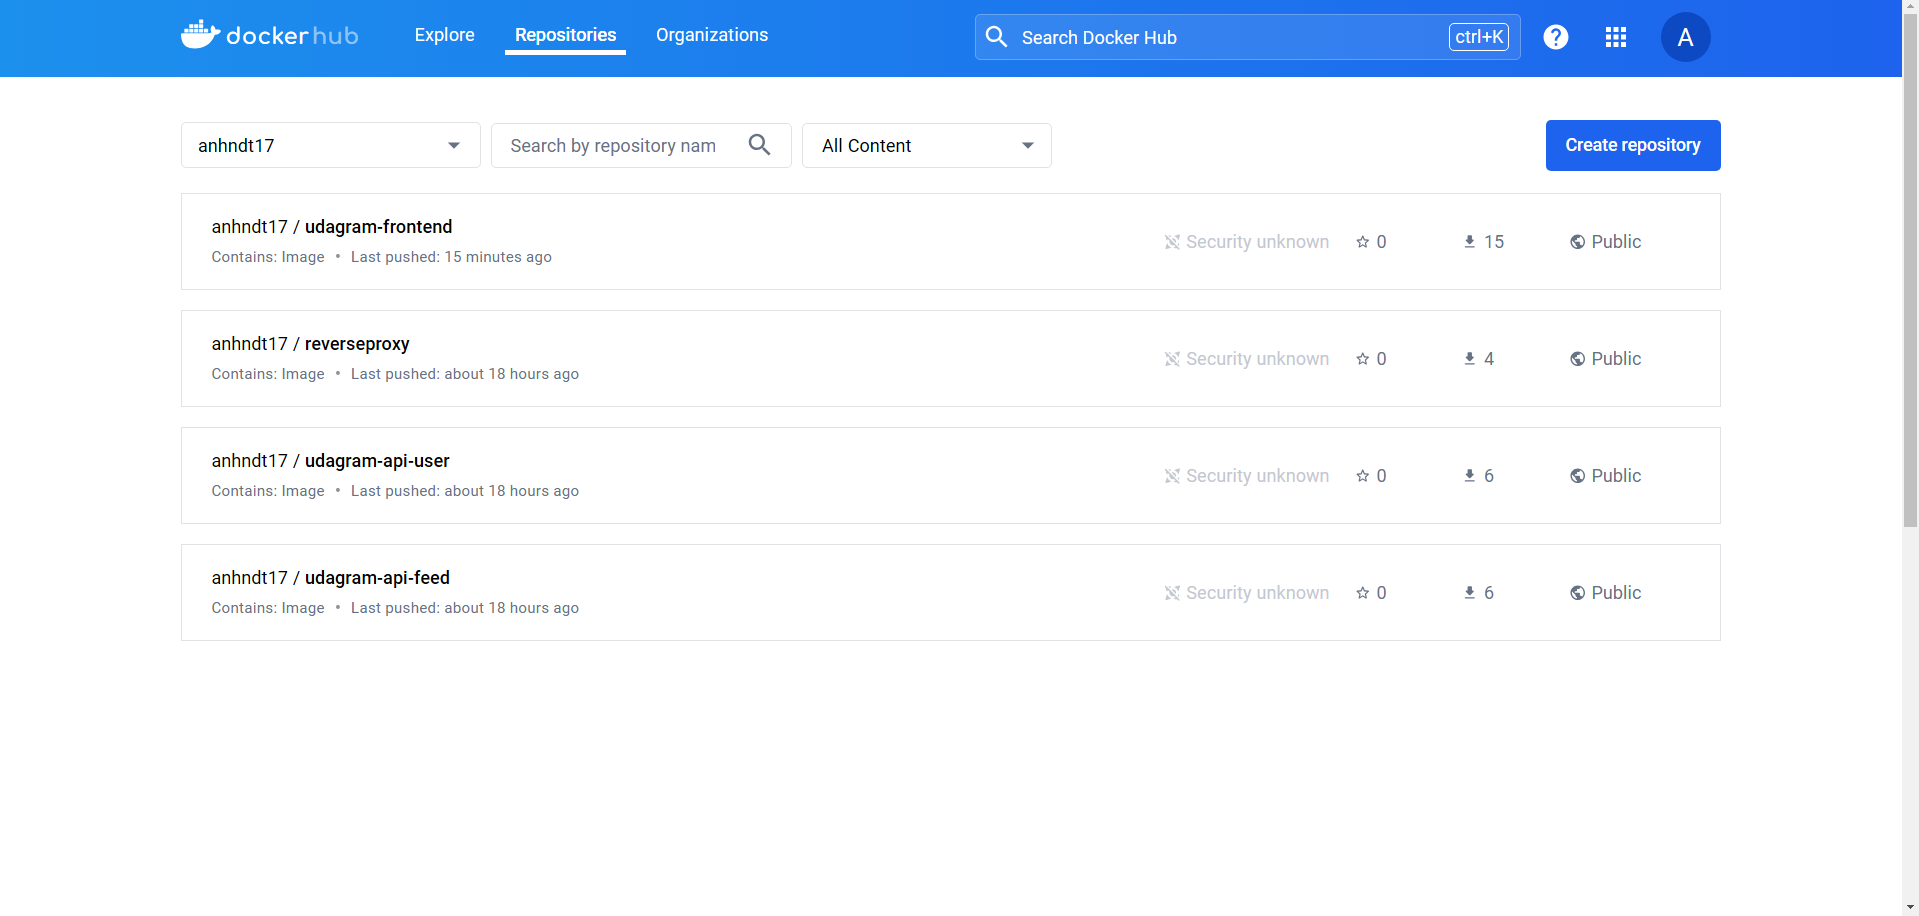 docker hub Explore Repositories Organizations Search Docker Hub ctrl+K ? A
anhndt17 Search by repository nam All Content Create repository
anhndt17 / udagram-frontend
Contains: Image • Last pushed: 15 minutes ago
Security unknown 0 15 Public
anhndt17 / reverseproxy
Contains: Image • Last pushed: about 18 hours ago
Security unknown 0 4 Public
anhndt17 / udagram-api-user
Contains: Image • Last pushed: about 18 hours ago
Security unknown 0 6 Public
anhndt17 / udagram-api-feed
Contains: Image • Last pushed: about 18 hours ago
Security unknown 0 6 Public